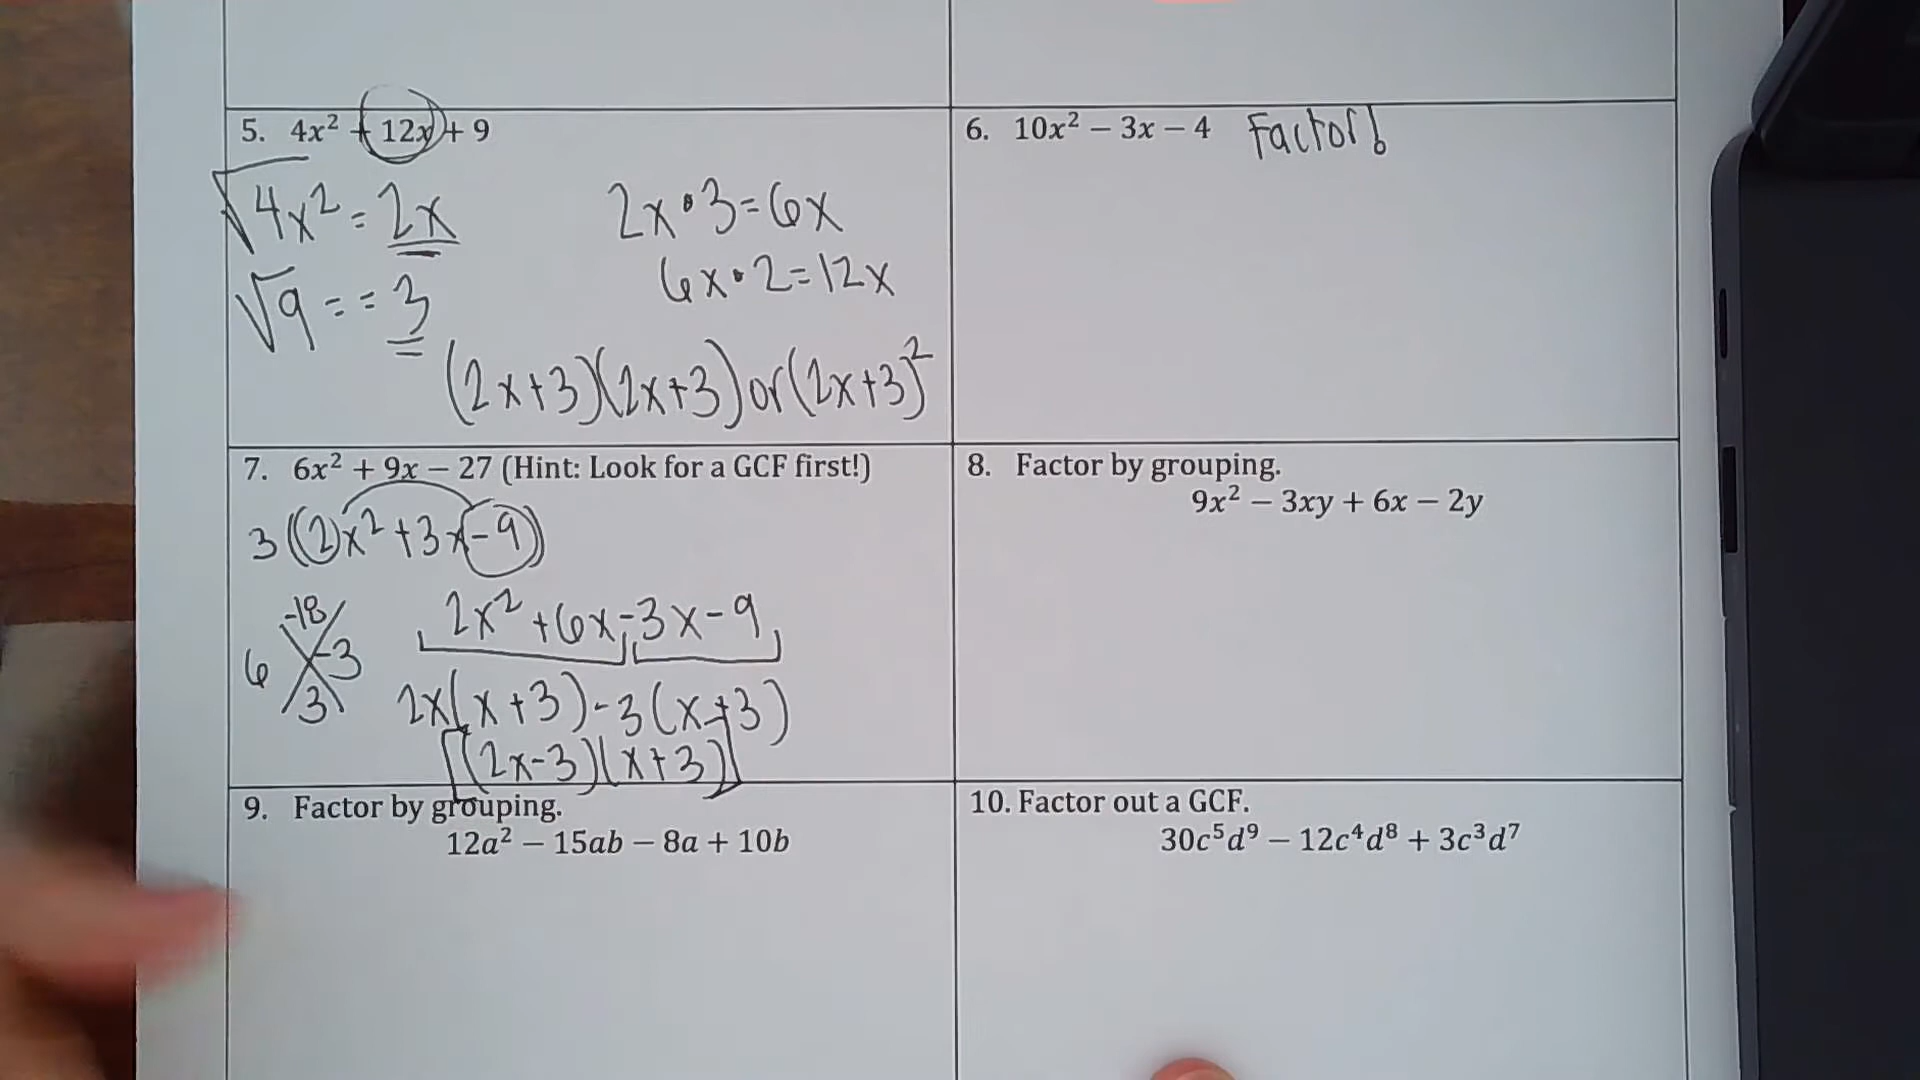 5. 4x² + 12x + 9
√4x² = 2x
√9 = = 3
2x • 3 = 6x
6x • 2 = 12x
(2x+3)(2x+3) or (2x+3)²
6. 10x² − 3x − 4 Factor!
7. 6x² + 9x − 27 (Hint: Look for a GCF first!)
3(2x² + 3x − 9)
-18
6 -3
3
2x² + 6x - 3x - 9
2x(x + 3) - 3(x + 3)
[(2x-3)(x+3)]
8. Factor by grouping.
9x² − 3xy + 6x − 2y
9. Factor by grouping.
12a² − 15ab − 8a + 10b
10. Factor out a GCF.
30c⁵d⁹ − 12c⁴d⁸ + 3c³d⁷